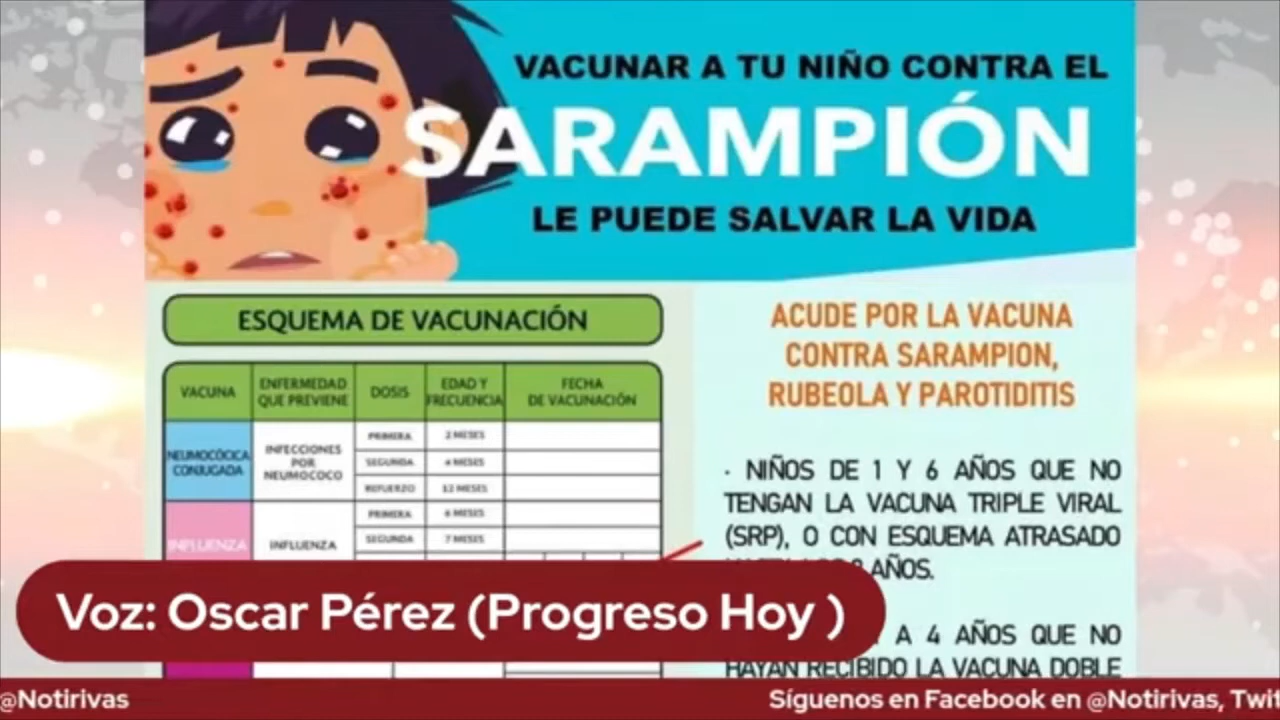 VACUNAR A TU NIÑO CONTRA EL
SARAMPIÓN
LE PUEDE SALVAR LA VIDA
ESQUEMA DE VACUNACIÓN
VACUNA
ENFERMEDAD
QUE PREVIENE
DOSIS
EDAD Y
FRECUENCIA
FECHA
DE VACUNACIÓN
NEUMOCÓCICA
CONJUGADA
INFECCIONES
POR
NEUMOCOCO
PRIMERA
2 MESES
SEGUNDA
4 MESES
REFUERZO
12 MESES
INFLUENZA
INFLUENZA
PRIMERA
6 MESES
SEGUNDA
7 MESES
ACUDE POR LA VACUNA
CONTRA SARAMPION,
RUBEOLA Y PAROTIDITIS
· NIÑOS DE 1 Y 6 AÑOS QUE NO
TENGAN LA VACUNA TRIPLE VIRAL
(SRP), O CON ESQUEMA ATRASADO
AÑOS.
A 4 AÑOS QUE NO
HAYAN RECIBIDO LA VACUNA DOBLE
Voz: Oscar Pérez (Progreso Hoy )
@Notirivas
Síguenos en Facebook en @Notirivas, Twit